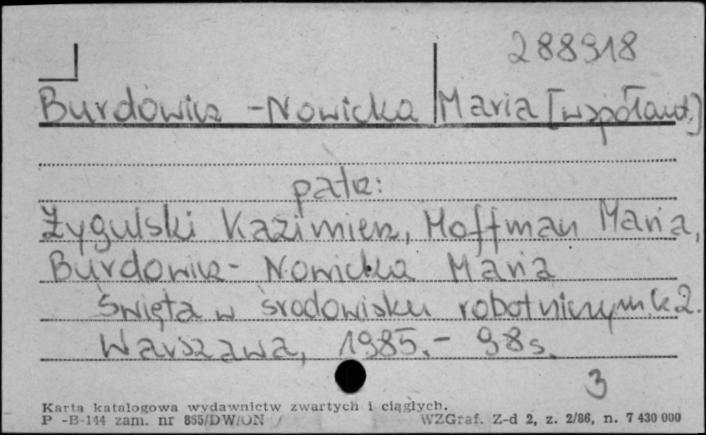 288918
Burdowicz-Nowicka Maria [współaut.]
patrz:
Żygulski Kazimierz, Hoffman Maria,
Burdowicz-Nowicka Maria
Święta w środowisku robotniczym
Warszawa, 1985.- 98 s.
3
Karta katalogowa wydawnictw zwartych i ciągłych.
P -B-144 zam. nr 855/DW/ON WZGraf. Z-d 2, z. 2/86, n. 7 430 000